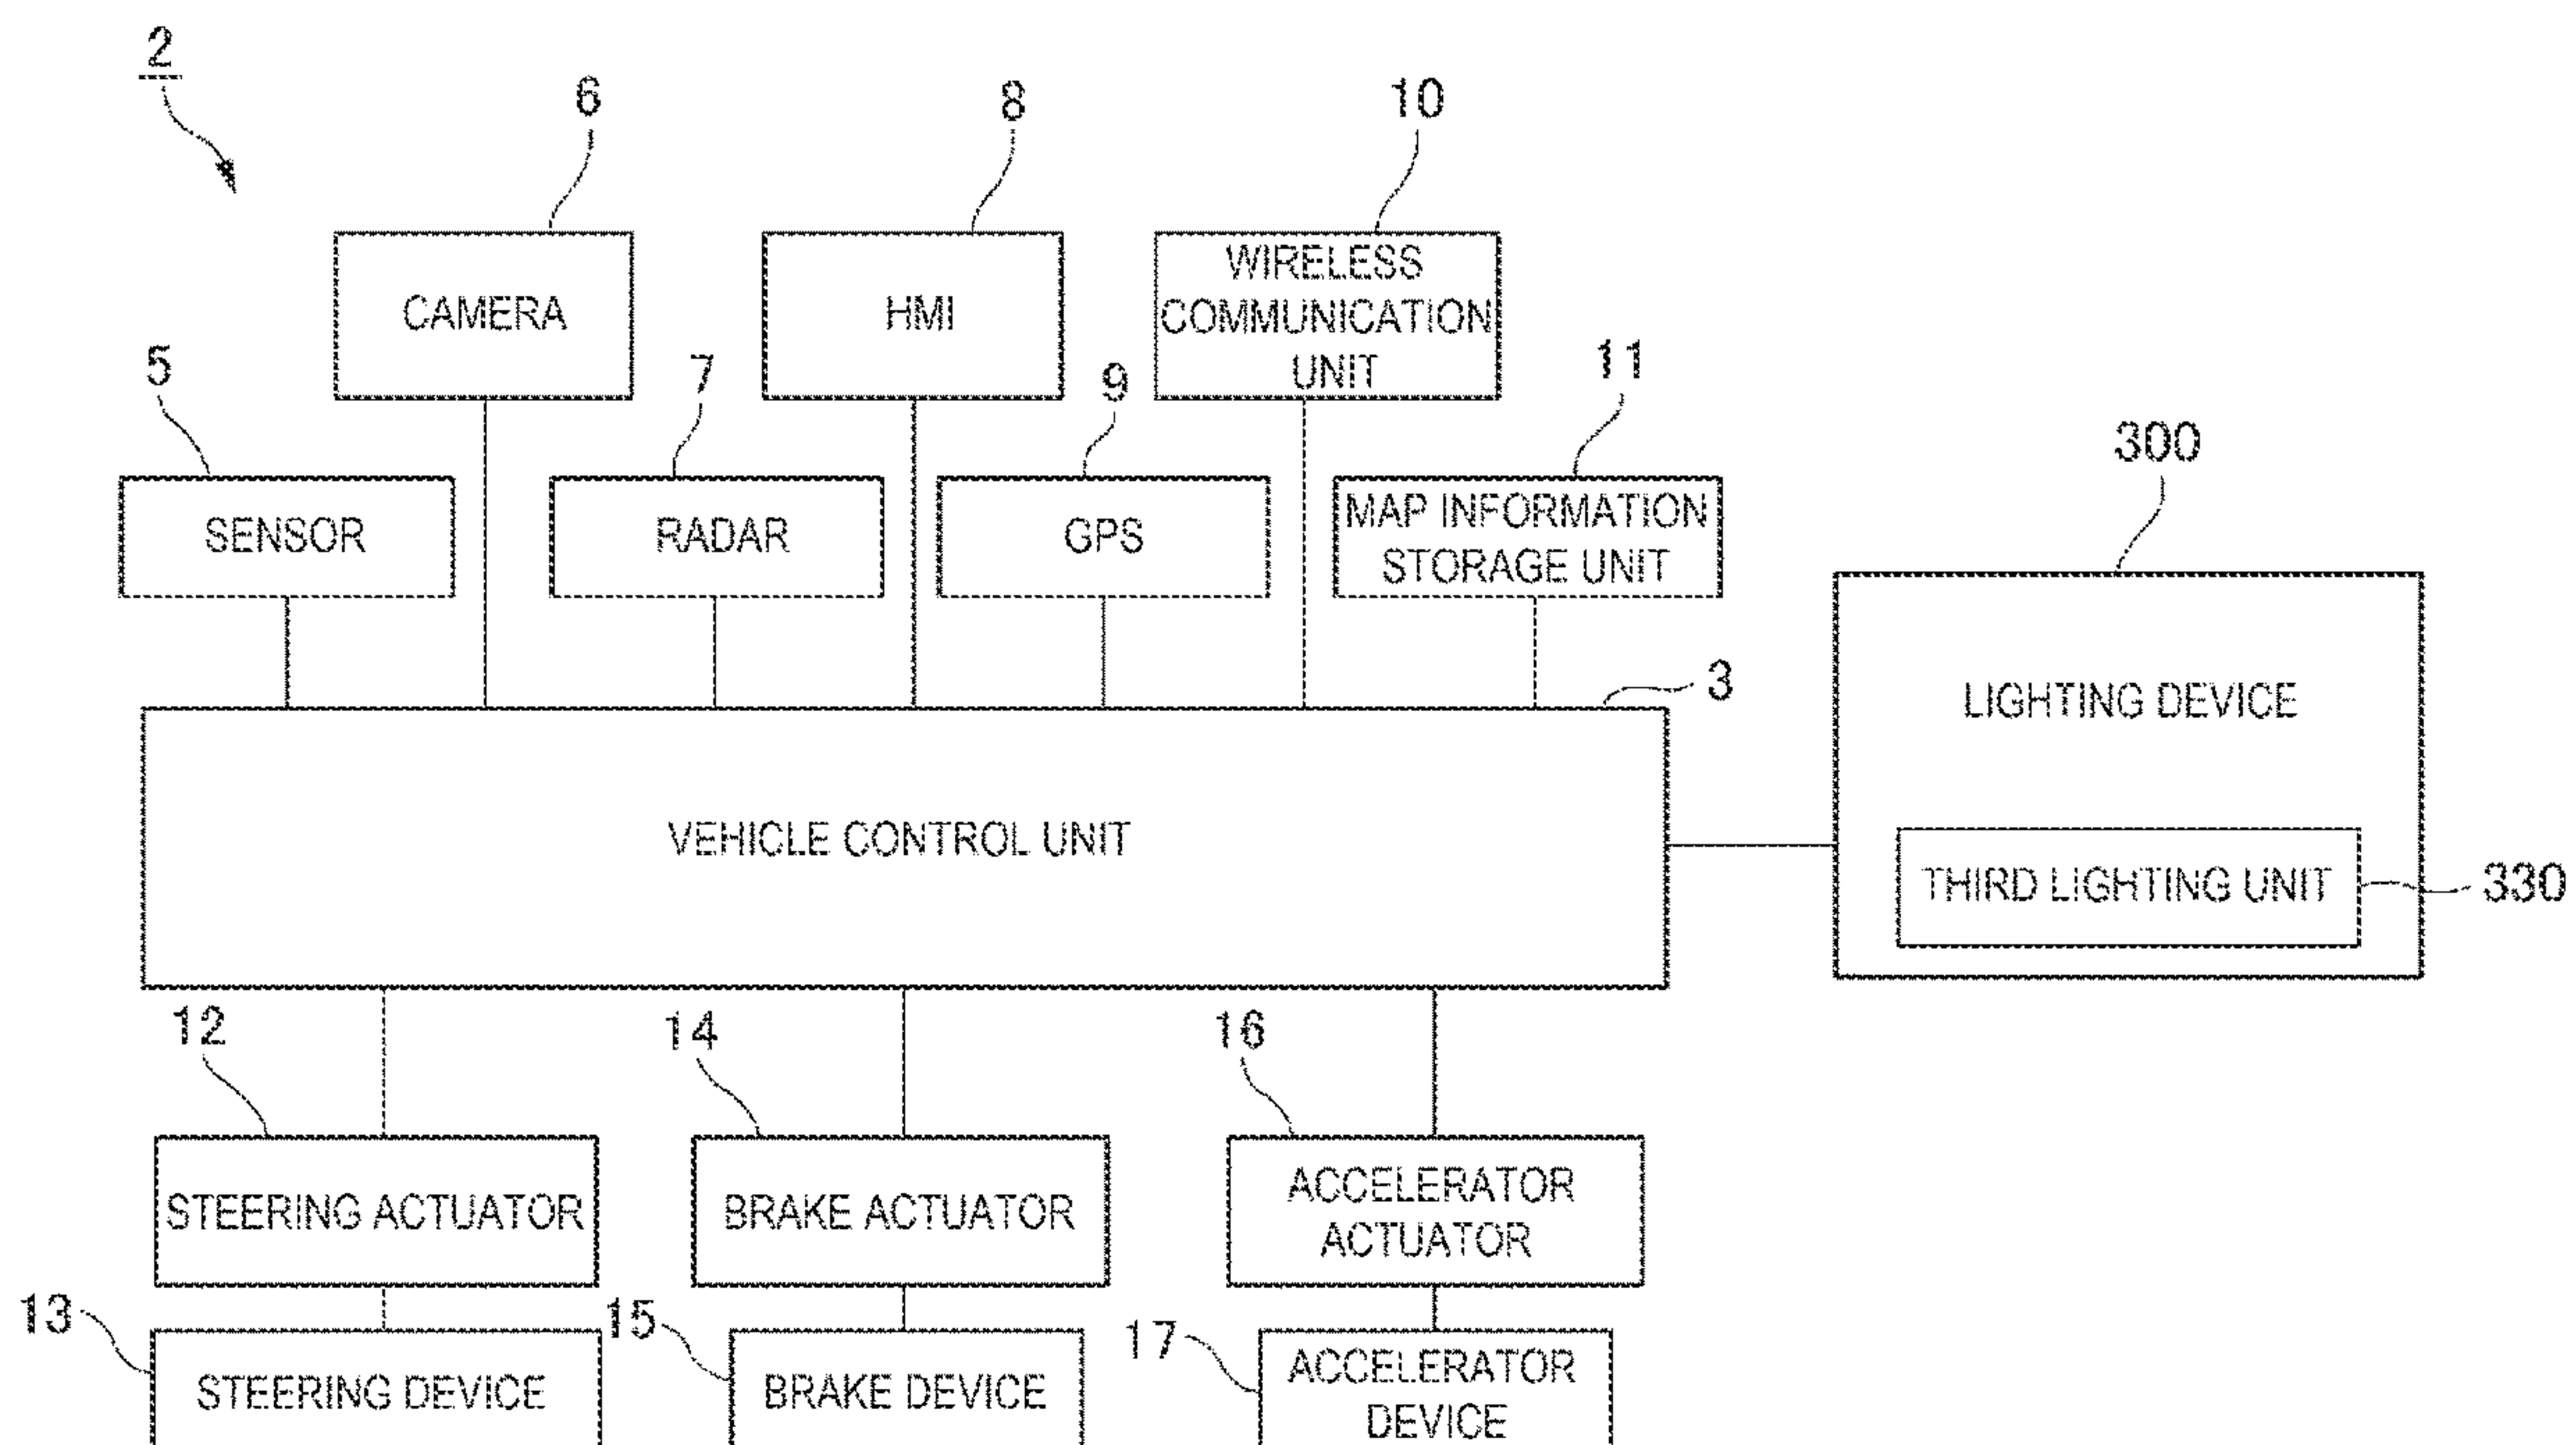 2
6
8
10
CAMERA
HMI
WIRELESS
COMMUNICATION
UNIT
5
7
9
11
SENSOR
RADAR
GPS
MAP INFORMATION
STORAGE UNIT
300
3
LIGHTING DEVICE
VEHICLE CONTROL UNIT
THIRD LIGHTING UNIT
330
12
14
16
STEERING ACTUATOR
BRAKE ACTUATOR
ACCELERATOR
ACTUATOR
13
15
17
STEERING DEVICE
BRAKE DEVICE
ACCELERATOR
DEVICE